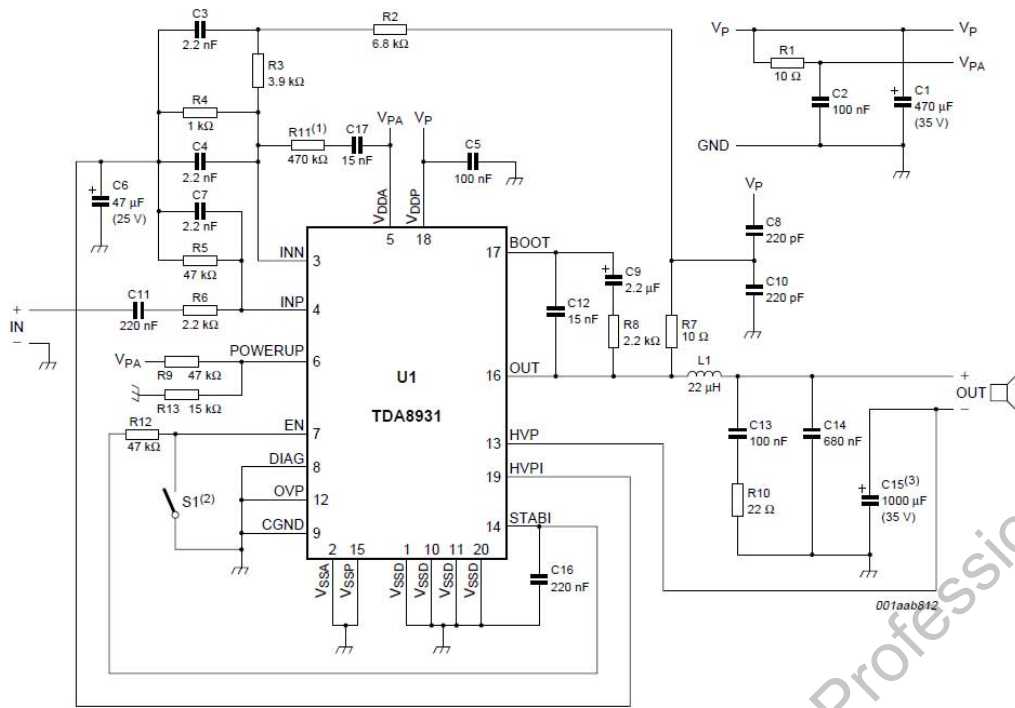 C3
2.2 nF
R2
6.8 kΩ
R3
3.9 kΩ
R4
1 kΩ
R11(1)
470 kΩ
C17
15 nF
VPA
VP
C5
100 nF
C4
2.2 nF
C6
+
47 µF
(25 V)
C7
2.2 nF
R5
47 kΩ
VDDA
VDDP
5
18
INN
3
C11
220 nF
R6
2.2 kΩ
INP
4
+
IN
−
POWERUP
6
VPA
R9
47 kΩ
R13
15 kΩ
U1
TDA8931
R12
47 kΩ
EN
7
DIAG
8
S1(2)
OVP
12
CGND
9
2
15
1
10
11
20
VSSA
VSSP
VSSD
VSSD
VSSD
VSSD
BOOT
17
+
C9
2.2 µF
C12
15 nF
R8
2.2 kΩ
R7
10 Ω
OUT
16
L1
22 µH
HVP
13
HVPI
19
STABI
14
C16
220 nF
VP
VP
R1
10 Ω
VPA
C2
100 nF
+
C1
470 µF
(35 V)
GND
VP
C8
220 pF
C10
220 pF
+
OUT
−
C13
100 nF
C14
680 nF
R10
22 Ω
+
C15(3)
1000 µF
(35 V)
001aab812